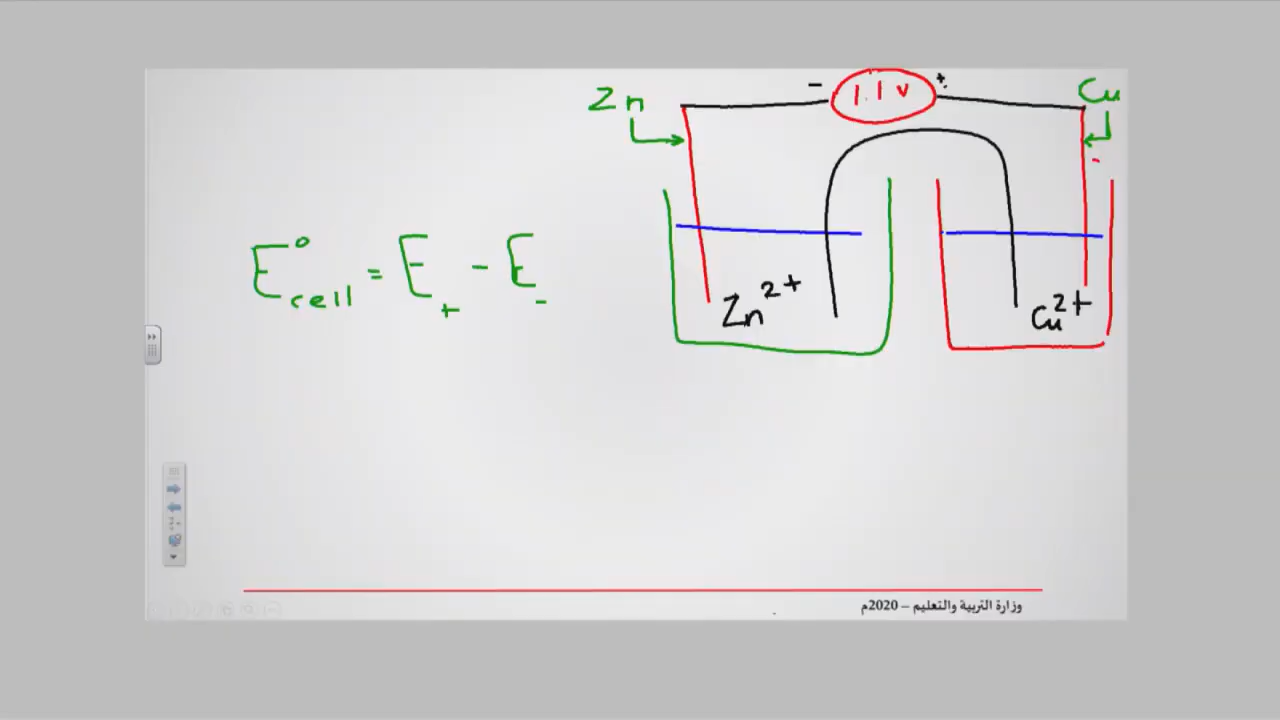 Zn
-
1.1 v
+
Cu
E°cell = E+ - E-
Zn2+
Cu2+
وزارة التربية والتعليم – 2020م